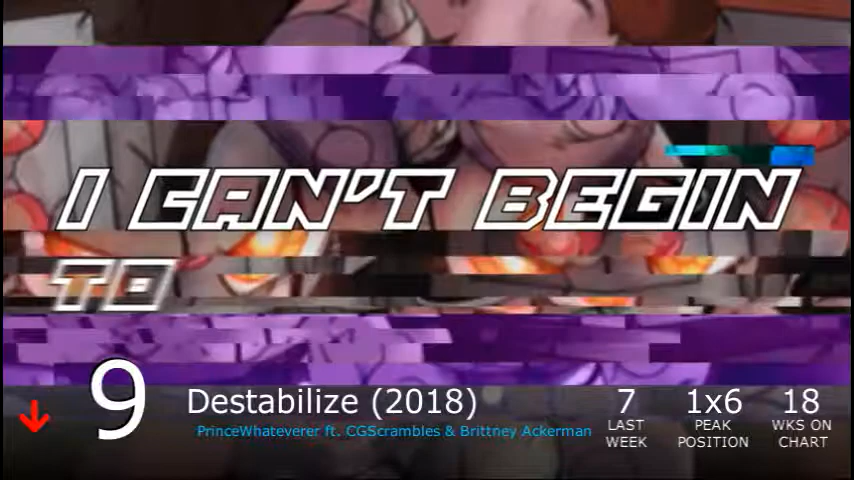 I CAN'T BEGIN
TO
9
Destabilize (2018)
PrinceWhateverer ft. CGScrambles & Brittney Ackerman
7
LAST
WEEK
1x6
PEAK
POSITION
18
WKS ON
CHART